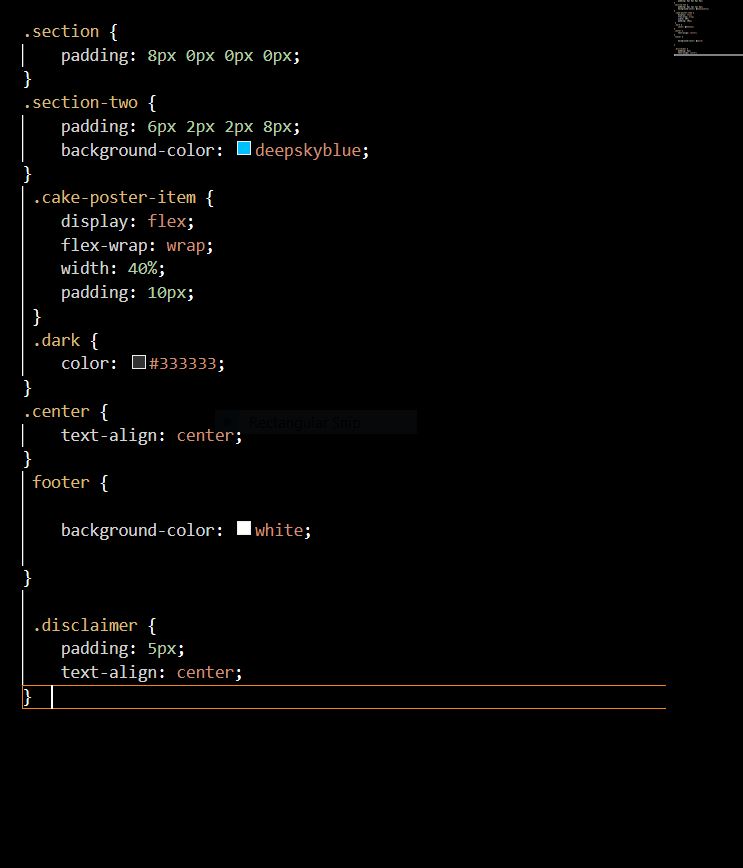 .section {
padding: 8px 0px 0px 0px;
}
.section-two {
padding: 6px 2px 2px 8px;
background-color: deepskyblue;
}
.cake-poster-item {
display: flex;
flex-wrap: wrap;
width: 40%;
padding: 10px;
}
.dark {
color: #333333;
}
.center {
Rectangular Snip
text-align: center;
}
footer {
background-color: white;
}
.disclaimer {
padding: 5px;
text-align: center;
}